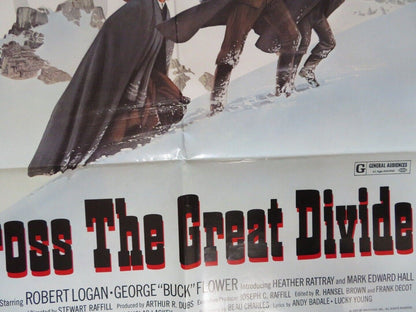 G GENERAL AUDIENCES
ross The Great Divide
Starring ROBERT LOGAN · GEORGE "BUCK" FLOWER Introducing HEATHER RATTRAY and MARK EDWARD HALL
Directed by STEWART RAFFILL Produced by ARTHUR R. DUBS Executive Producer JOSEPH C. RAFFILL Edited by R. HANSEL BROWN and FRANK DECOT
BEAU CHARLES Lyrics by ANDY BADALE · LUCKY YOUNG